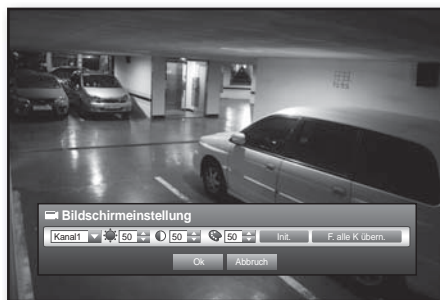 Bildschirmeinstellung
Kanal1 50 50 50 Init. F. alle K übern.
Ok Abbruch